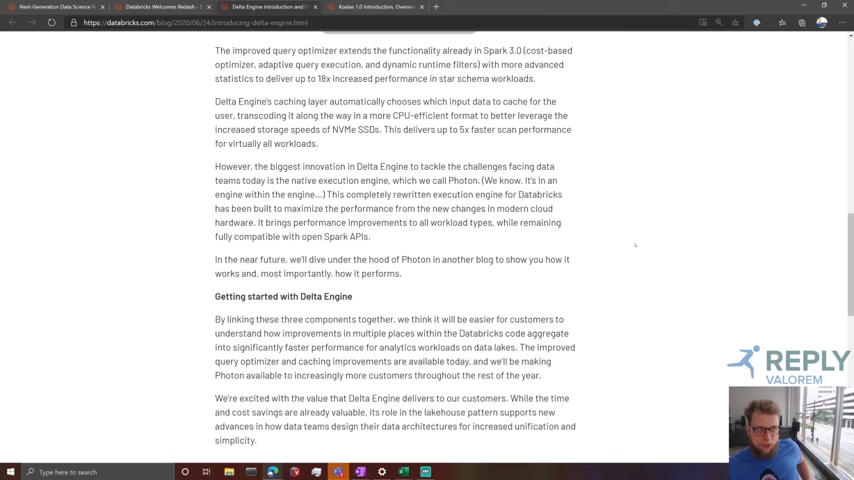 Next-Generation Data Science W
Databricks Welcomes Redash - 
Delta Engine Introduction and O
Koalas 1.0 Introduction, Overview
https://databricks.com/blog/2020/06/24/introducing-delta-engine.html
The improved query optimizer extends the functionality already in Spark 3.0 (cost-based
optimizer, adaptive query execution, and dynamic runtime filters) with more advanced
statistics to deliver up to 18x increased performance in star schema workloads.
Delta Engine's caching layer automatically chooses which input data to cache for the
user, transcoding it along the way in a more CPU-efficient format to better leverage the
increased storage speeds of NVMe SSDs. This delivers up to 5x faster scan performance
for virtually all workloads.
However, the biggest innovation in Delta Engine to tackle the challenges facing data
teams today is the native execution engine, which we call Photon. (We know. It's in an
engine within the engine…) This completely rewritten execution engine for Databricks
has been built to maximize the performance from the new changes in modern cloud
hardware. It brings performance improvements to all workload types, while remaining
fully compatible with open Spark APIs.
In the near future, we'll dive under the hood of Photon in another blog to show you how it
works and, most importantly, how it performs.
Getting started with Delta Engine
By linking these three components together, we think it will be easier for customers to
understand how improvements in multiple places within the Databricks code aggregate
into significantly faster performance for analytics workloads on data lakes. The improved
query optimizer and caching improvements are available today, and we'll be making
Photon available to increasingly more customers throughout the rest of the year.
We're excited with the value that Delta Engine delivers to our customers. While the time
and cost savings are already valuable, its role in the lakehouse pattern supports new
advances in how data teams design their data architectures for increased unification and
simplicity.
REPLY
VALOREM
Type here to search